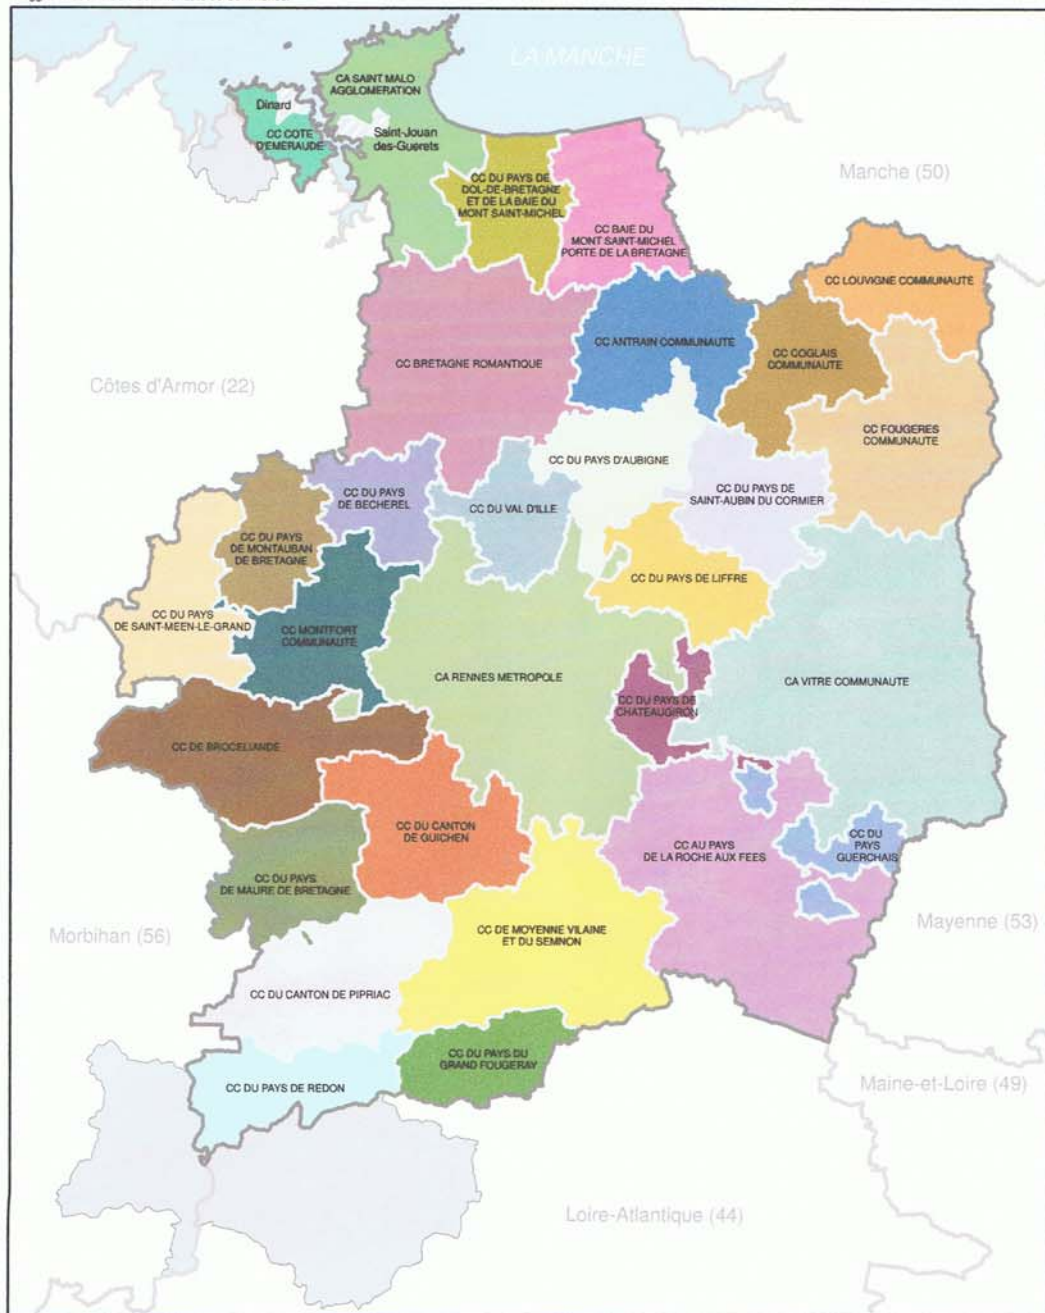 LA MANCHE
CA SAINT MALO
AGGLOMERATION
Dinard
CC COTE
D'EMERAUDE
Saint-Jouan
des-Guerets
CC DU PAYS DE
DOL-DE-BRETAGNE
ET DE LA BAIE DU
MONT SAINT-MICHEL
Manche (50)
CC BAIE DU
MONT SAINT-MICHEL
PORTE DE LA BRETAGNE
CC LOUVIGNE COMMUNAUTÉ
CC ANTRAIN COMMUNAUTÉ
CC COGLAIS
COMMUNAUTE
CC BRETAGNE ROMANTIQUE
Côtes d'Armor (22)
CC FOUGERES
COMMUNAUTE
CC DU PAYS D'AUBIGNE
CC DU PAYS
DE BECHEREL
CC DU VAL D'ILLE
CC DU PAYS DE
SAINT-AUBIN DU CORMIER
CC DU PAYS
DE MONTAUBAN
DE BRETAGNE
CC DU PAYS DE LIFFRE
CC DU PAYS
DE SAINT-MEEN-LE-GRAND
CC MONTFORT
COMMUNAUTÉ
CA RENNES METROPOLE
CA VITRE COMMUNAUTE
CC DU PAYS DE
CHATEAUGIRON
CC DE BROCELIANDE
CC DU CANTON
DE GUICHEN
CC AU PAYS
DE LA ROCHE AUX FEES
CC DU
PAYS
GUERCHAIS
CC DU PAYS
DE MAURE DE BRETAGNE
Morbihan (56)
CC DE MOYENNE VILAINE
ET DU SEMNON
Mayenne (53)
CC DU CANTON DE PIPRIAC
CC DU PAYS DU
GRAND FOUGERAY
CC DU PAYS DE REDON
Maine-et-Loire (49)
Loire-Atlantique (44)